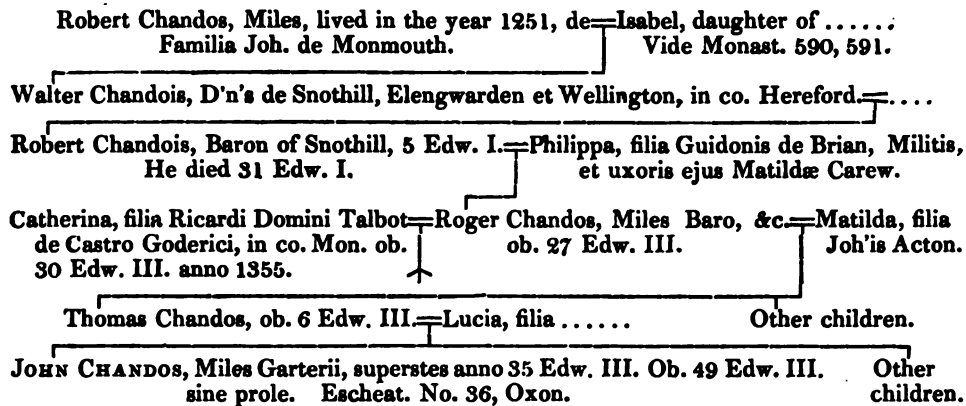 Robert Chandos, Miles, lived in the year 1251, de Familia Joh. de Monmouth.
Isabel, daughter of ......
Vide Monast. 590, 591.
Walter Chandois, D'n's de Snothill, Elengwarden et Wellington, in co. Hereford. ....
Robert Chandois, Baron of Snothill, 5 Edw. I.
He died 31 Edw. I.
Philippa, filia Guidonis de Brian, Militis,
et uxoris ejus Matildæ Carew.
Catherina, filia Ricardi Domini Talbot
de Castro Goderici, in co. Mon. ob.
30 Edw. III. anno 1355.
Roger Chandos, Miles Baro, &c.
ob. 27 Edw. III.
Matilda, filia
Joh'is Acton.
Thomas Chandos, ob. 6 Edw. III.
Lucia, filia ......
Other children.
JOHN CHANDOS, Miles Garterii, superstes anno 35 Edw. III. Ob. 49 Edw. III.
sine prole. Escheat. No. 36, Oxon.
Other
children.